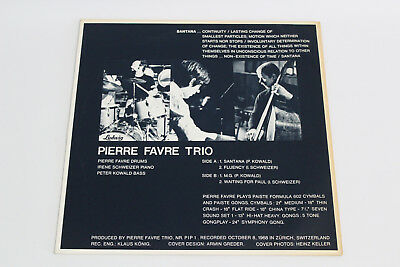 SANTANA ... CONTINUITY / LASTING CHANGE OF
SMALLEST PARTICLES, MOTION WHICH NEITHER
STARTS NOR STOPS / INVOLUNTARY DETERMINATION
OF CHANGE, THE EXISTENCE OF ALL THINGS WITHIN
THEMSELVES IN UNCONSCIOUS RELATION TO OTHER
THINGS ... NON-EXISTENCE OF TIME / SANTANA
Ludwig
PIERRE FAVRE TRIO
PIERRE FAVRE DRUMS
IRENE SCHWEIZER PIANO
PETER KOWALD BASS
SIDE A: 1. SANTANA (P. KOWALD)
2. FLUENCY (I. SCHWEIZER)
SIDE B: 1. M.G. (P. KOWALD)
2. WAITING FOR PAUL (I. SCHWEIZER)
PIERRE FAVRE PLAYS PAISTE FORMULA 602 CYMBALS
AND PAISTE GONGS. CYMBALS: 24" MEDIUM - 18" THIN
CRASH - 18" FLAT RIDE - 18" CHINA TYPE - 7 1/2" SEVEN
SOUND SET 1 - 13" HI-HAT HEAVY. GONGS: 5 TONE
GONGPLAY - 24" SYMPHONY GONG.
PRODUCED BY PIERRE FAVRE TRIO, NR. P1P 1. RECORDED OCTOBER 8, 1968 IN ZÜRICH, SWITZERLAND
REC. ENG.: KLAUS KÖNIG. COVER DESIGN: ARMIN GREDER. COVER PHOTOS: HEINZ KELLER